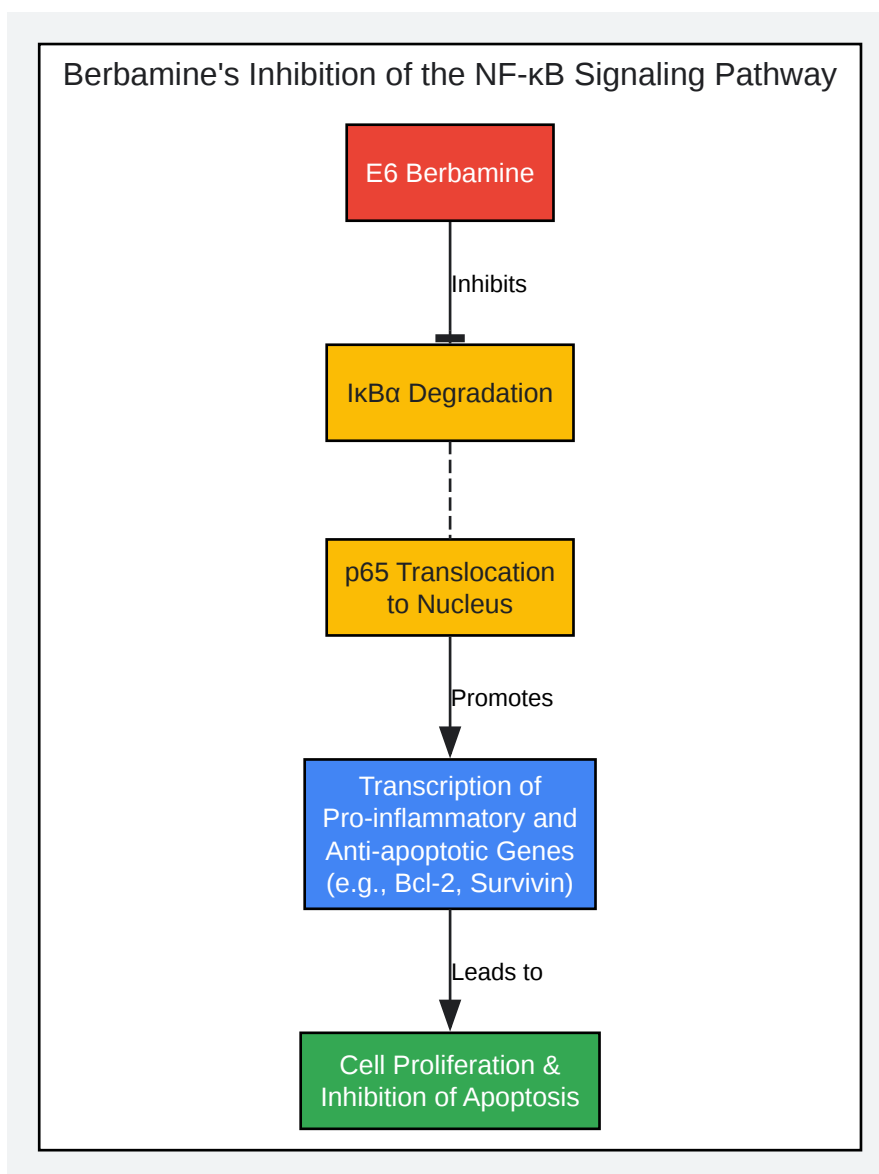 Berbamine's Inhibition of the NF-κB Signaling Pathway
E6 Berbamine
Inhibits
IκBα Degradation
p65 Translocation
to Nucleus
Promotes
Transcription of
Pro-inflammatory and
Anti-apoptotic Genes
(e.g., Bcl-2, Survivin)
Leads to
Cell Proliferation &
Inhibition of Apoptosis